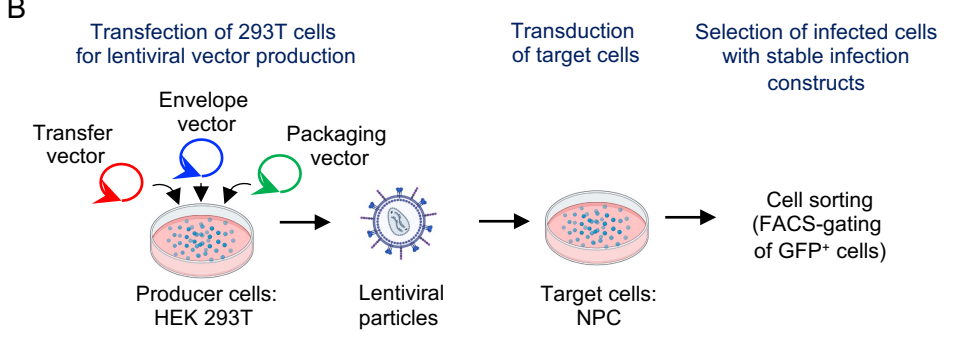 B
Transfection of 293T cells
for lentiviral vector production
Transduction
of target cells
Selection of infected cells
with stable infection
constructs
Transfer
vector
Envelope
vector
Packaging
vector
Producer cells:
HEK 293T
Lentiviral
particles
Target cells:
NPC
Cell sorting
(FACS-gating
of GFP⁺ cells)